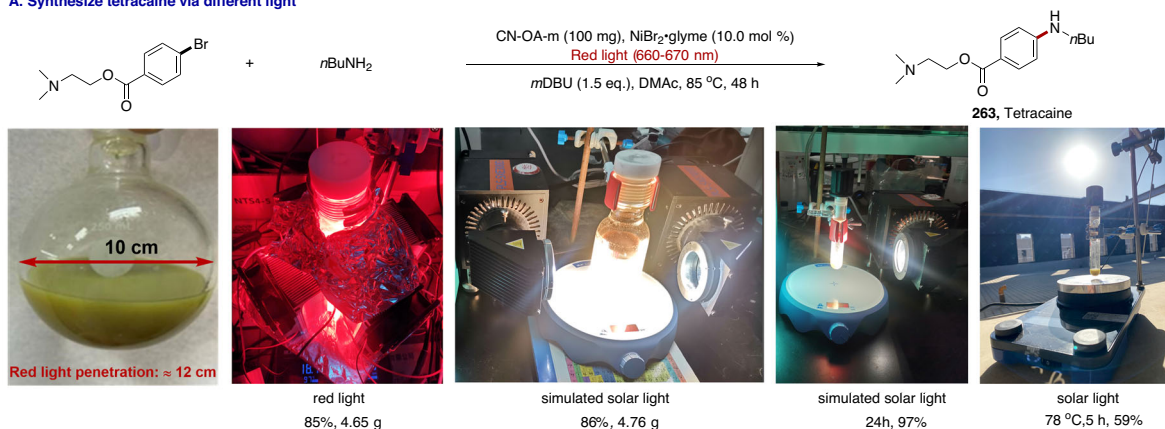 A. Synthesize tetracaine via different light
Br
N
O
O
+
nBuNH₂
CN-OA-m (100 mg), NiBr₂•glyme (10.0 mol %)
Red light (660-670 nm)
mDBU (1.5 eq.), DMAc, 85 °C, 48 h
H
N
nBu
N
O
O
263, Tetracaine
10 cm
Red light penetration: ≈ 12 cm
red light
85%, 4.65 g
simulated solar light
86%, 4.76 g
simulated solar light
24h, 97%
solar light
78 °C,5 h, 59%